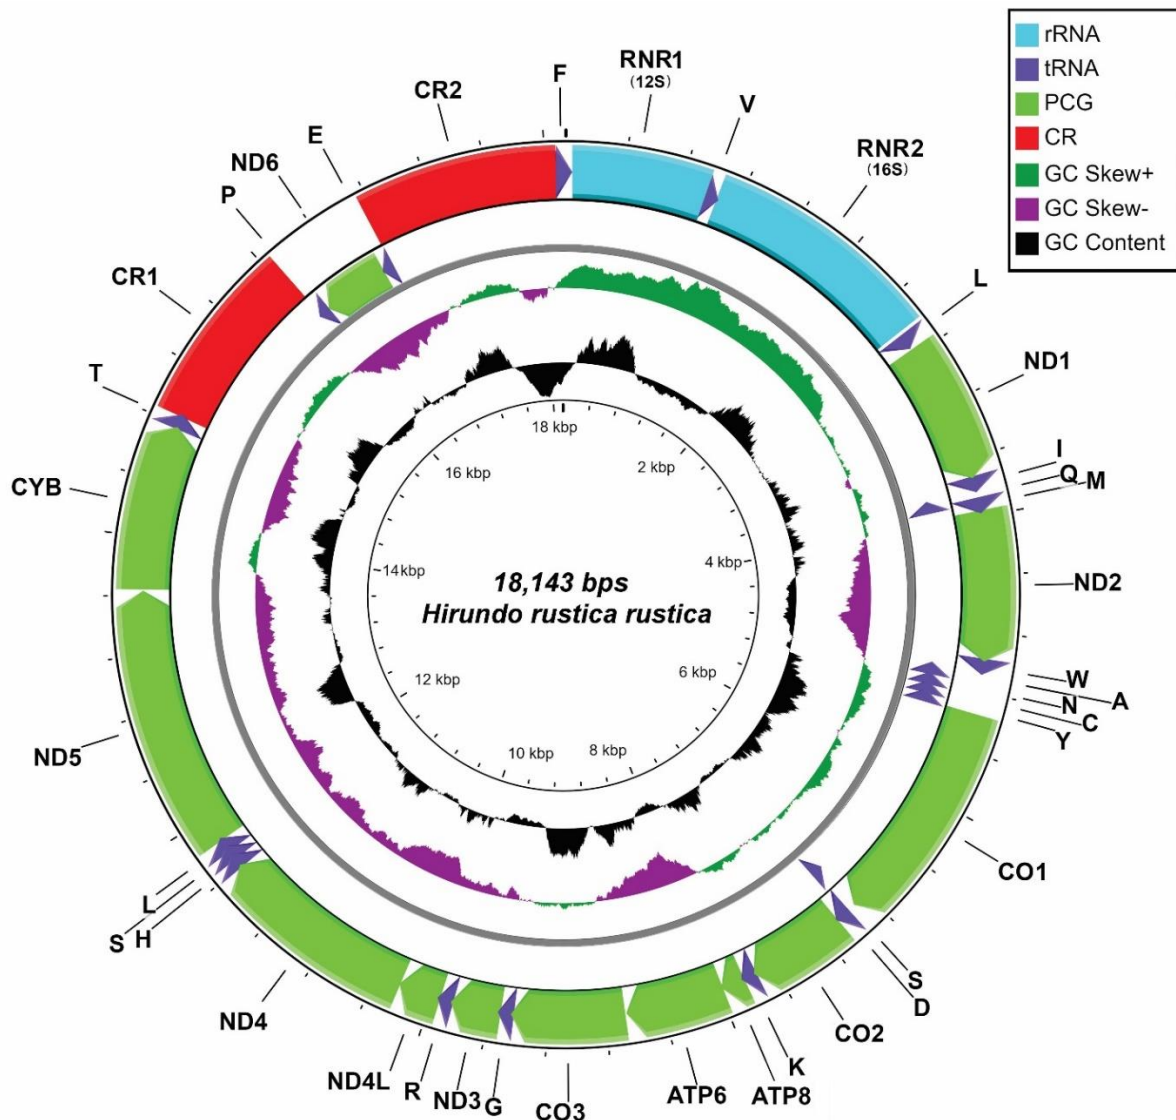 rRNA
tRNA
PCG
CR
GC Skew+
GC Skew-
GC Content
F
RNR1
(12S)
V
RNR2
(16S)
L
ND1
I
Q
M
ND2
W
A
N
C
Y
CO1
S
D
CO2
K
ATP8
ATP6
CO3
G
ND3
R
ND4L
ND4
H
S
L
ND5
CYB
T
CR1
P
ND6
E
CR2
18 kbp
2 kbp
4 kbp
6 kbp
8 kbp
10 kbp
12 kbp
14kbp
16 kbp
18,143 bps
Hirundo rustica rustica